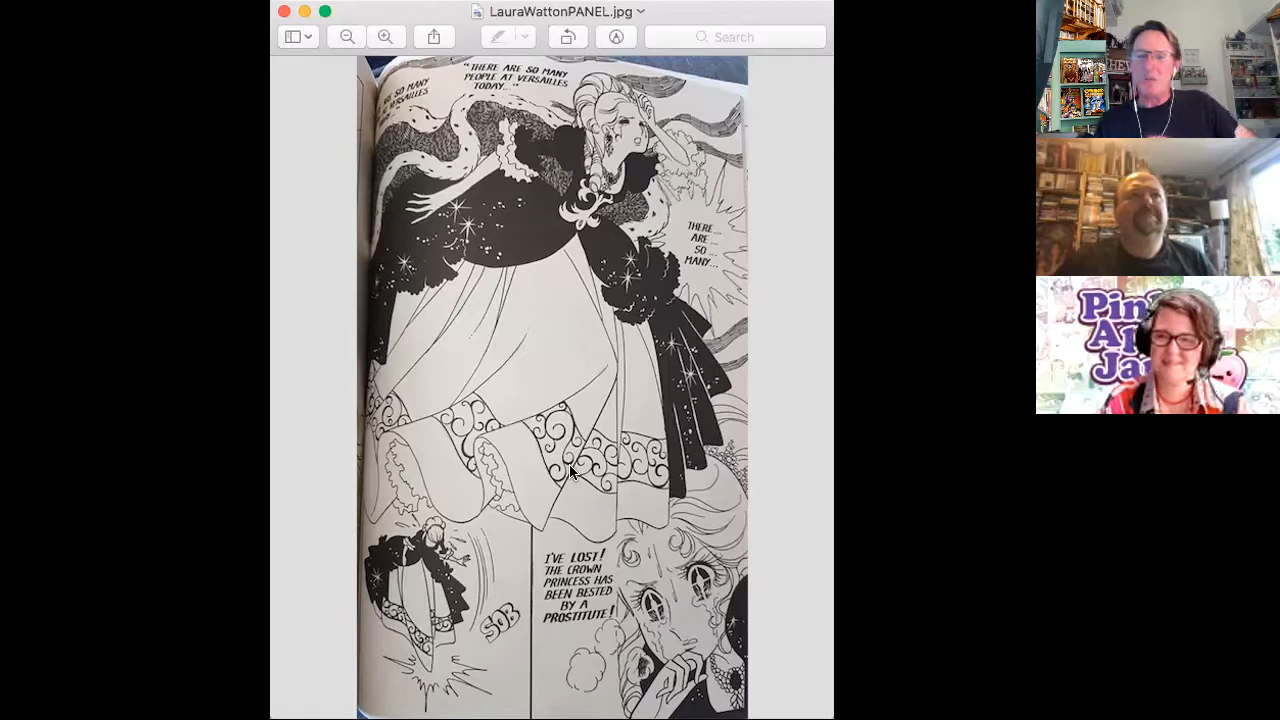 LauraWattonPANEL.jpg
Search
SO MANY
VERSAILLES
"THERE ARE SO MANY
PEOPLE AT VERSAILLES
TODAY..."
THERE...
ARE...
SO...
MANY...
SOB
I'VE LOST!
THE CROWN
PRINCESS HAS
BEEN BESTED
BY A
PROSTITUTE!